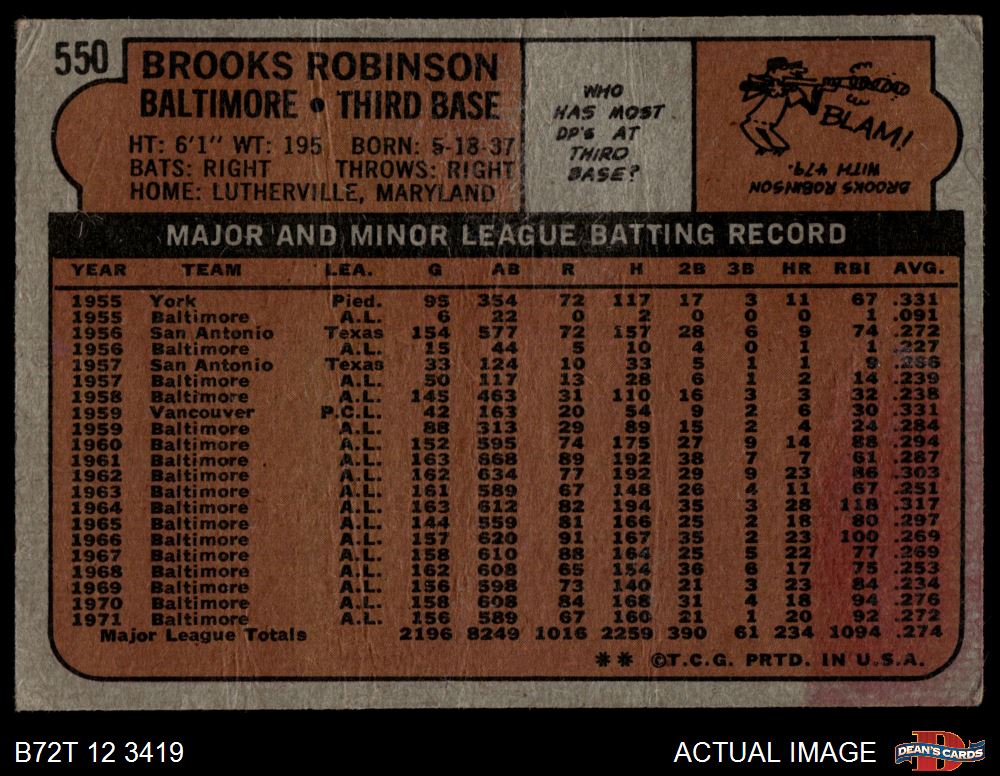 550
BROOKS ROBINSON
BALTIMORE • THIRD BASE
HT: 6'1" WT: 195 BORN: 5-18-37
BATS: RIGHT THROWS: RIGHT
HOME: LUTHERVILLE, MARYLAND
WHO
HAS MOST
DP'S AT
THIRD
BASE?
BLAM!
BROOKS ROBINSON
WITH 479.
MAJOR AND MINOR LEAGUE BATTING RECORD
YEAR TEAM LEA. G AB R H 2B 3B HR RBI AVG.
1955 York Pied. 95 354 72 117 17 3 11 67 .331
1955 Baltimore A.L. 6 22 0 2 0 0 0 1 .091
1956 San Antonio Texas 154 577 72 157 28 6 9 74 .272
1956 Baltimore A.L. 15 44 5 10 4 0 1 1 .227
1957 San Antonio Texas 33 124 10 33 5 1 1 9 .266
1957 Baltimore A.L. 50 117 13 28 6 1 2 14 .239
1958 Baltimore A.L. 145 463 31 110 16 3 3 32 .238
1959 Vancouver P.C.L. 42 163 20 54 9 2 6 30 .331
1959 Baltimore A.L. 88 313 29 89 15 2 4 24 .284
1960 Baltimore A.L. 152 595 74 175 27 9 14 88 .294
1961 Baltimore A.L. 163 668 89 192 38 7 7 61 .287
1962 Baltimore A.L. 162 634 77 192 29 9 23 86 .303
1963 Baltimore A.L. 161 589 67 148 26 4 11 67 .251
1964 Baltimore A.L. 163 612 82 194 35 3 28 118 .317
1965 Baltimore A.L. 144 559 81 166 25 2 18 80 .297
1966 Baltimore A.L. 157 620 91 167 35 2 23 100 .269
1967 Baltimore A.L. 158 610 88 164 25 5 22 77 .269
1968 Baltimore A.L. 162 608 65 154 36 6 17 75 .253
1969 Baltimore A.L. 156 598 73 140 21 3 23 84 .234
1970 Baltimore A.L. 158 608 84 168 31 4 18 94 .276
1971 Baltimore A.L. 156 589 67 160 21 1 20 92 .272
Major League Totals 2196 8249 1016 2259 390 61 234 1094 .274
** ©T.C.G. PRTD. IN U.S.A.
B72T 12 3419
ACTUAL IMAGE
DEAN'S CARDS